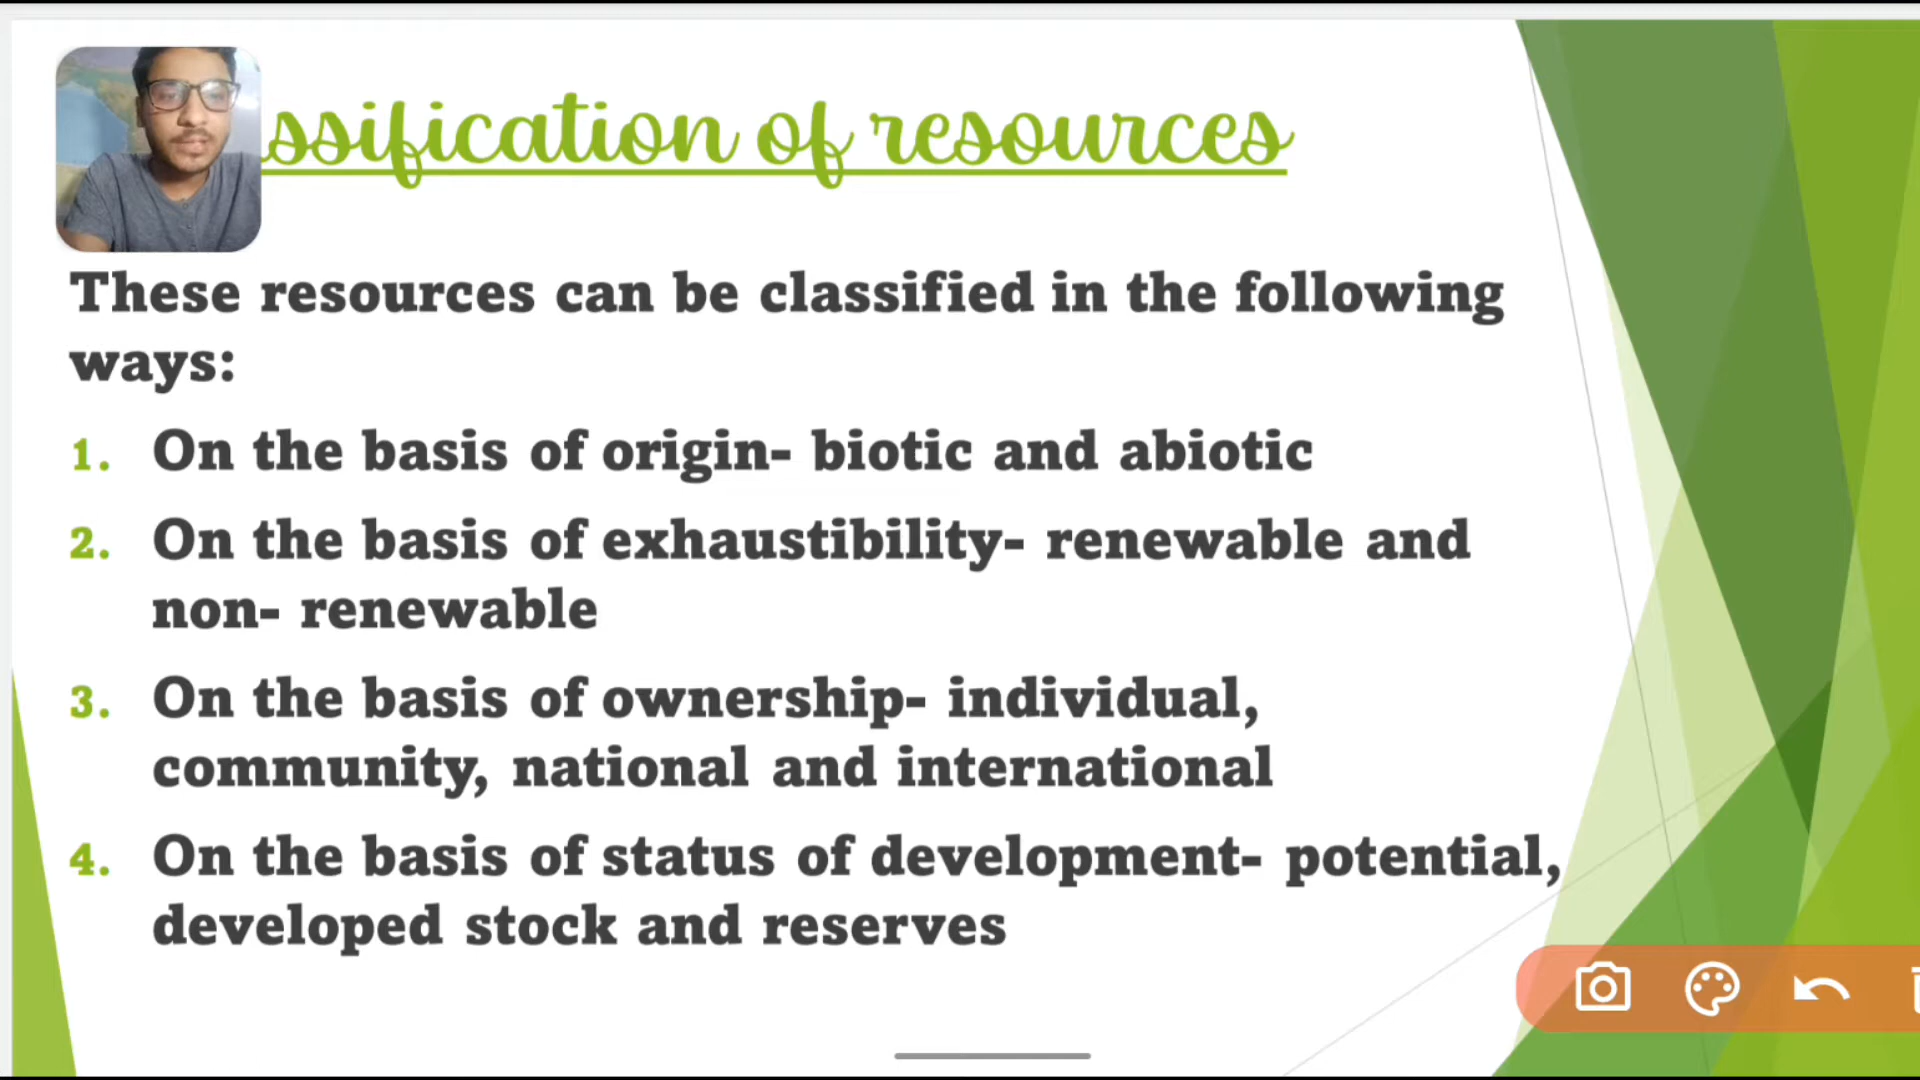 ssification of resources
These resources can be classified in the following
ways:
1. On the basis of origin- biotic and abiotic
2. On the basis of exhaustibility- renewable and
non- renewable
3. On the basis of ownership- individual,
community, national and international
4. On the basis of status of development- potential,
developed stock and reserves